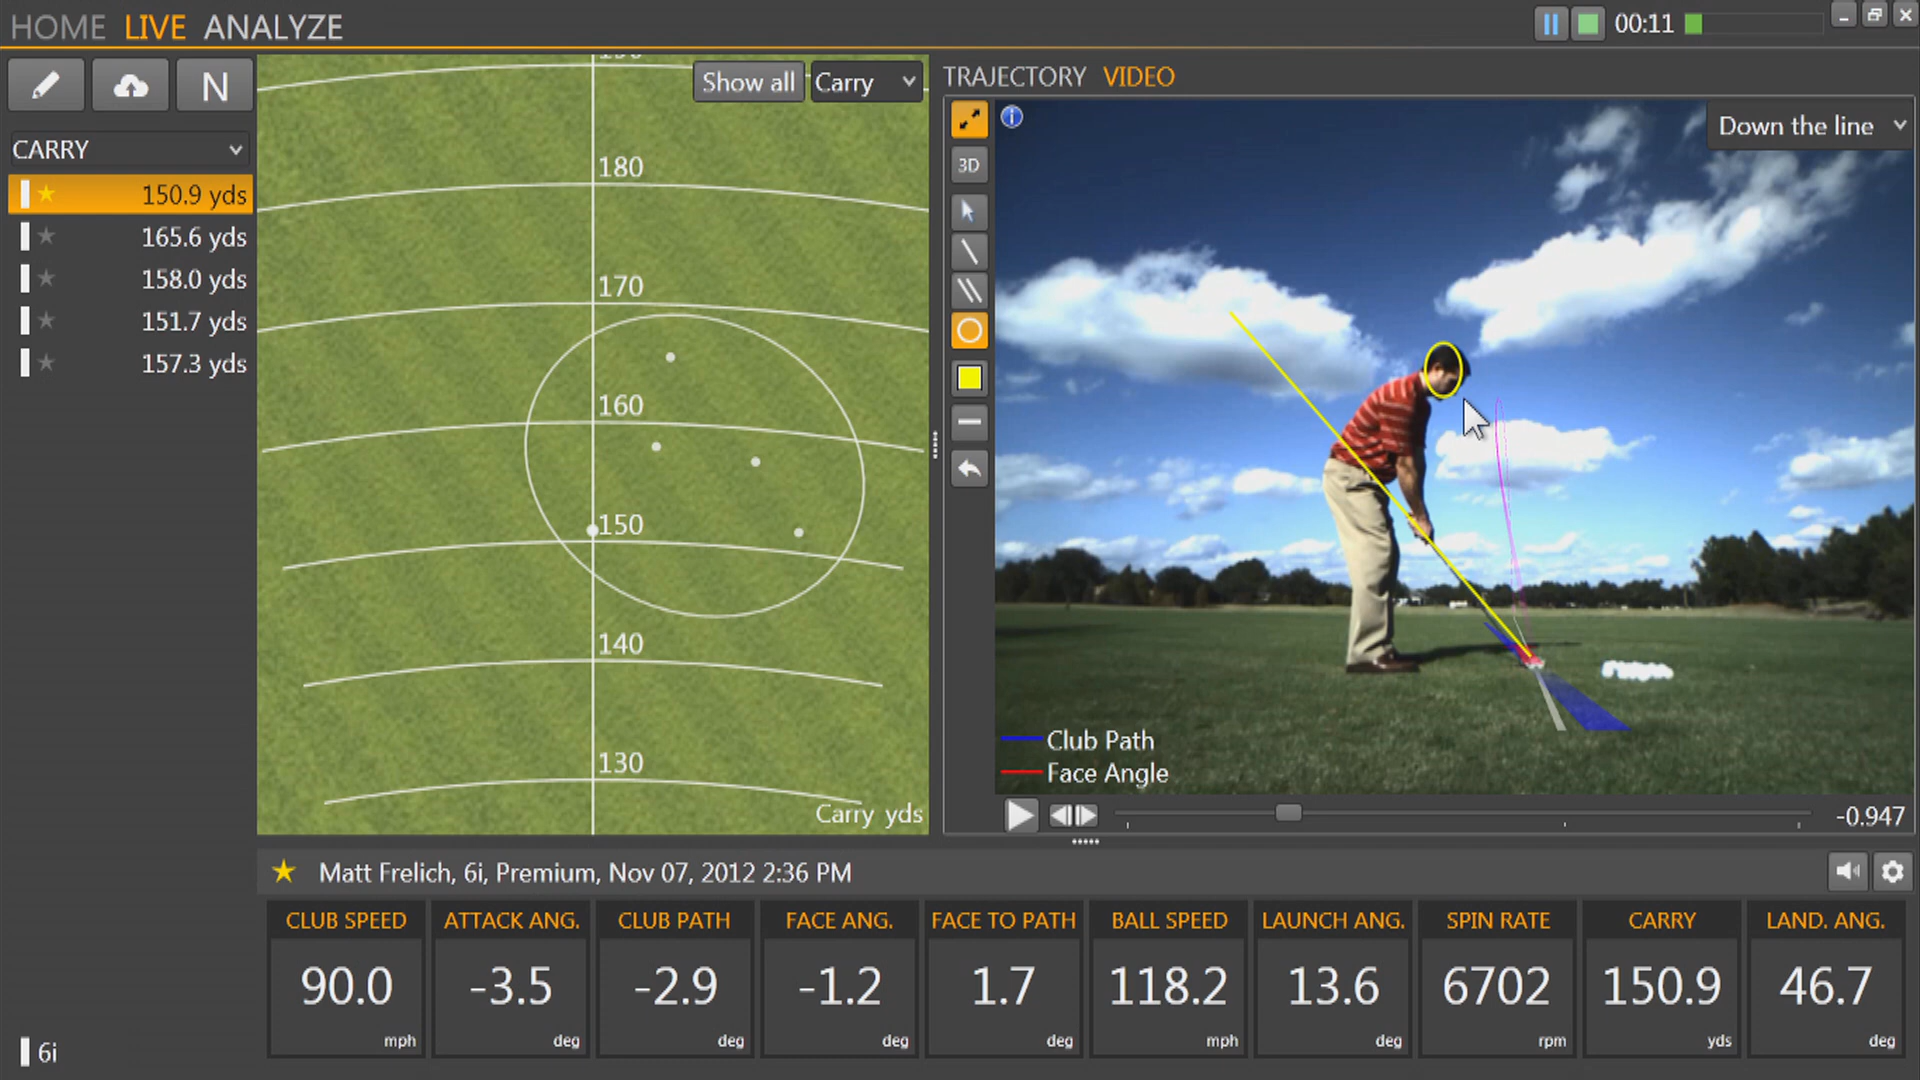 HOME LIVE ANALYZE
00:11
N
CARRY
150.9 yds
165.6 yds
158.0 yds
151.7 yds
157.3 yds
6i
Show all
Carry
180
170
160
150
140
130
Carry yds
TRAJECTORY VIDEO
3D
Down the line
Club Path
Face Angle
-0.947
Matt Frelich, 6i, Premium, Nov 07, 2012 2:36 PM
CLUB SPEED
90.0
mph
ATTACK ANG.
-3.5
deg
CLUB PATH
-2.9
deg
FACE ANG.
-1.2
deg
FACE TO PATH
1.7
deg
BALL SPEED
118.2
mph
LAUNCH ANG.
13.6
deg
SPIN RATE
6702
rpm
CARRY
150.9
yds
LAND. ANG.
46.7
deg